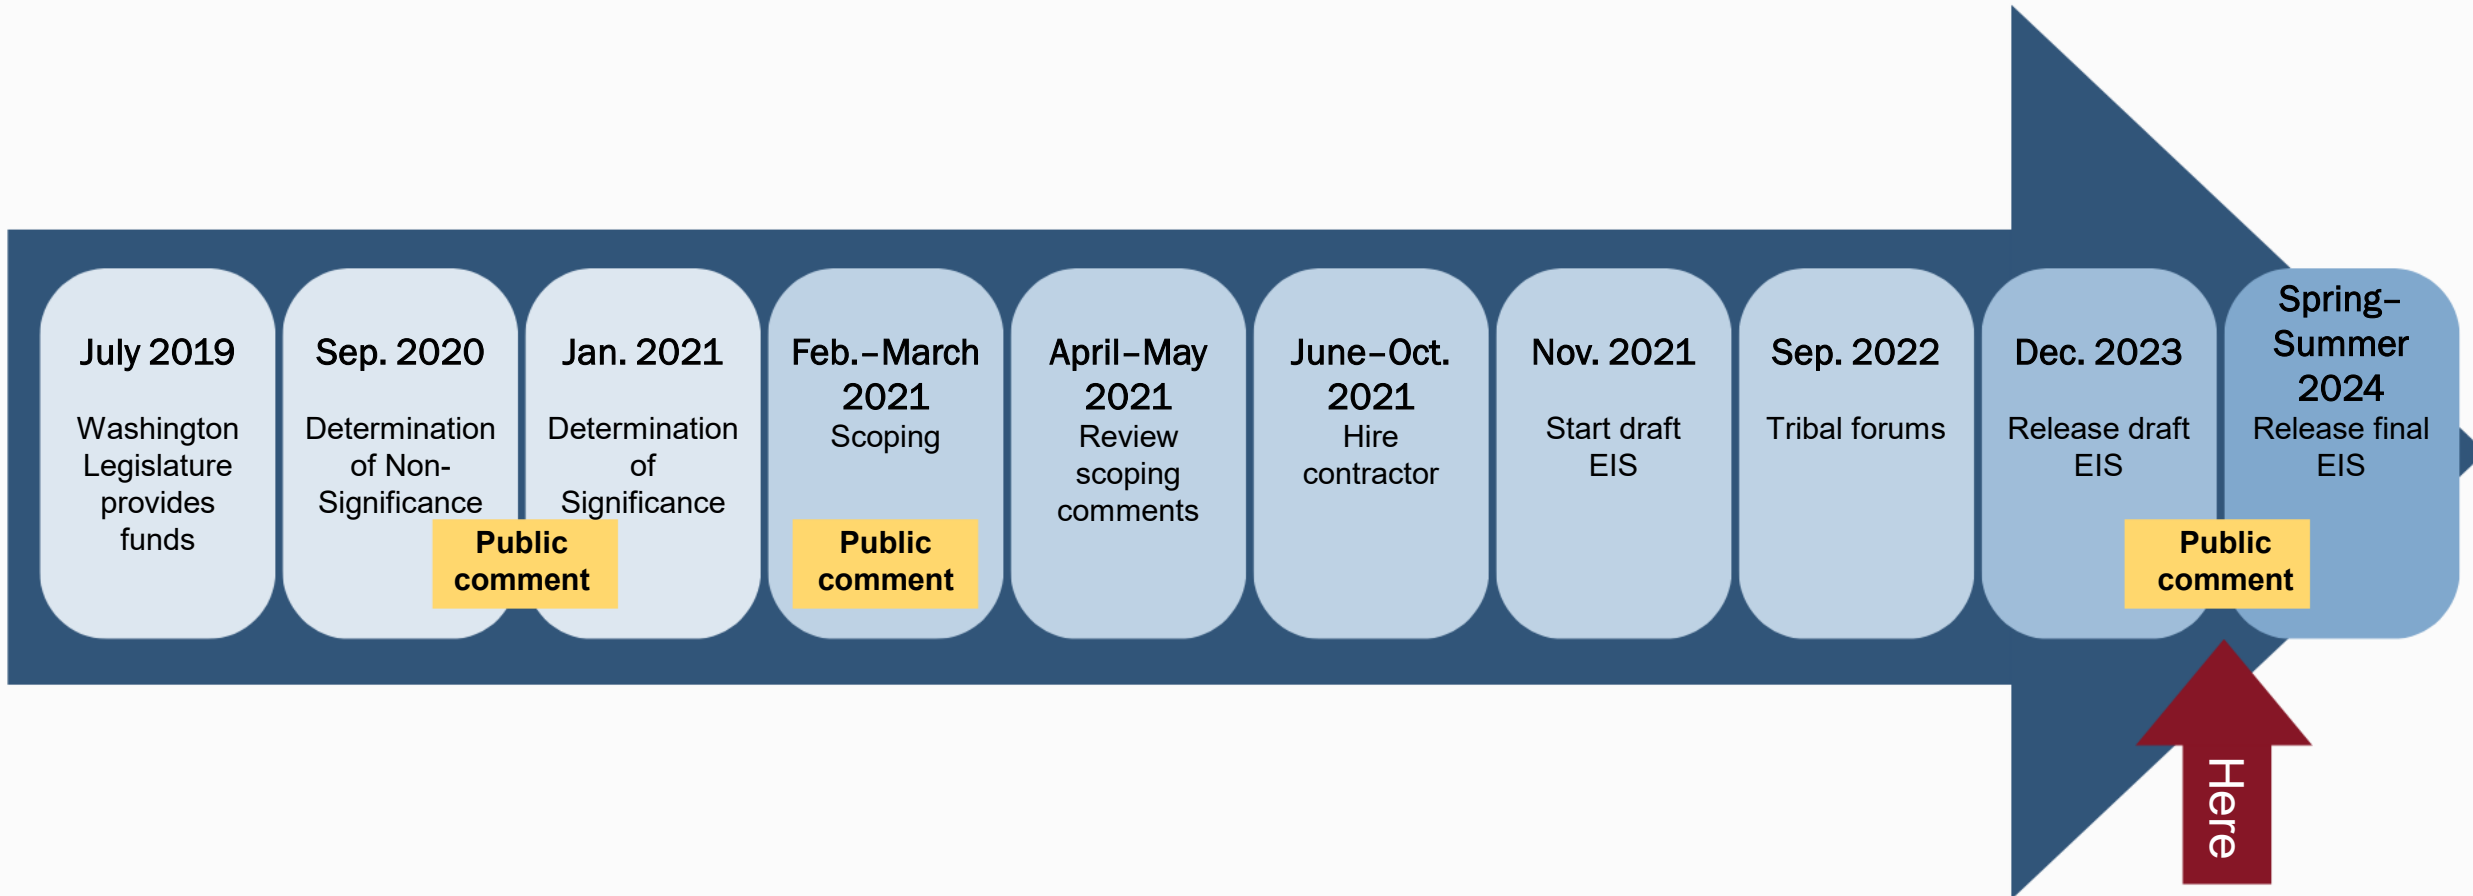 July 2019
Washington
Legislature
provides
funds
Sep. 2020
Determination
of Non-
Significance
Public
comment
Jan. 2021
Determination
of
Significance
Feb.–March
2021
Scoping
Public
comment
April–May
2021
Review
scoping
comments
June–Oct.
2021
Hire
contractor
Nov. 2021
Start draft
EIS
Sep. 2022
Tribal forums
Dec. 2023
Release draft
EIS
Public
comment
Spring–
Summer
2024
Release final
EIS
Here